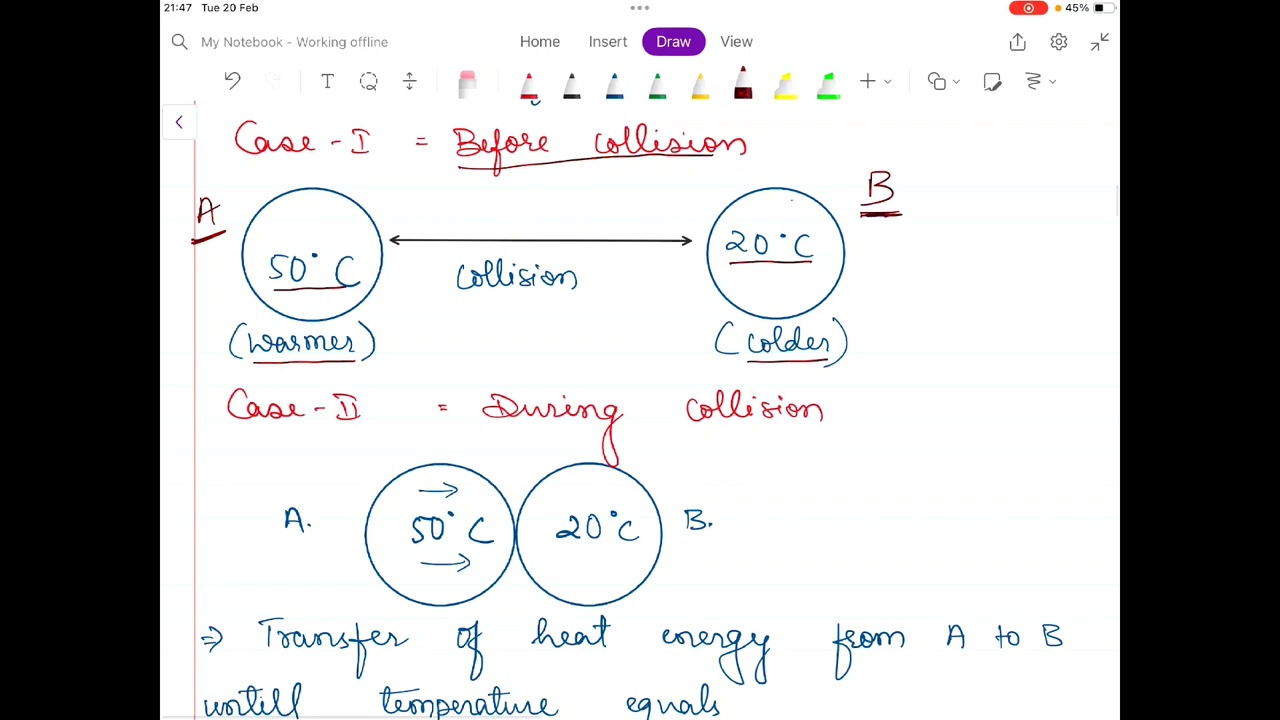 21:47 Tue 20 Feb
45%
My Notebook - Working offline
Home Insert Draw View
Case - I = Before collision
A
B
50° C
20° C
collision
(warmer)
(colder)
Case - II = During collision
A.
50° C
20° C
B.
⇒ Transfer of heat energy from A to B
untill temperature equals